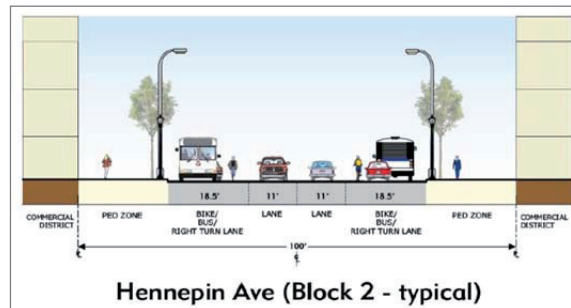 18.5' 11' 11' 18.5'
COMMERCIAL DISTRICT PED ZONE BIKE/ BUS/ RIGHT TURN LANE LANE LANE BIKE/ BUS/ RIGHT TURN LANE PED ZONE COMMERCIAL DISTRICT
100'
Hennepin Ave (Block 2 - typical)